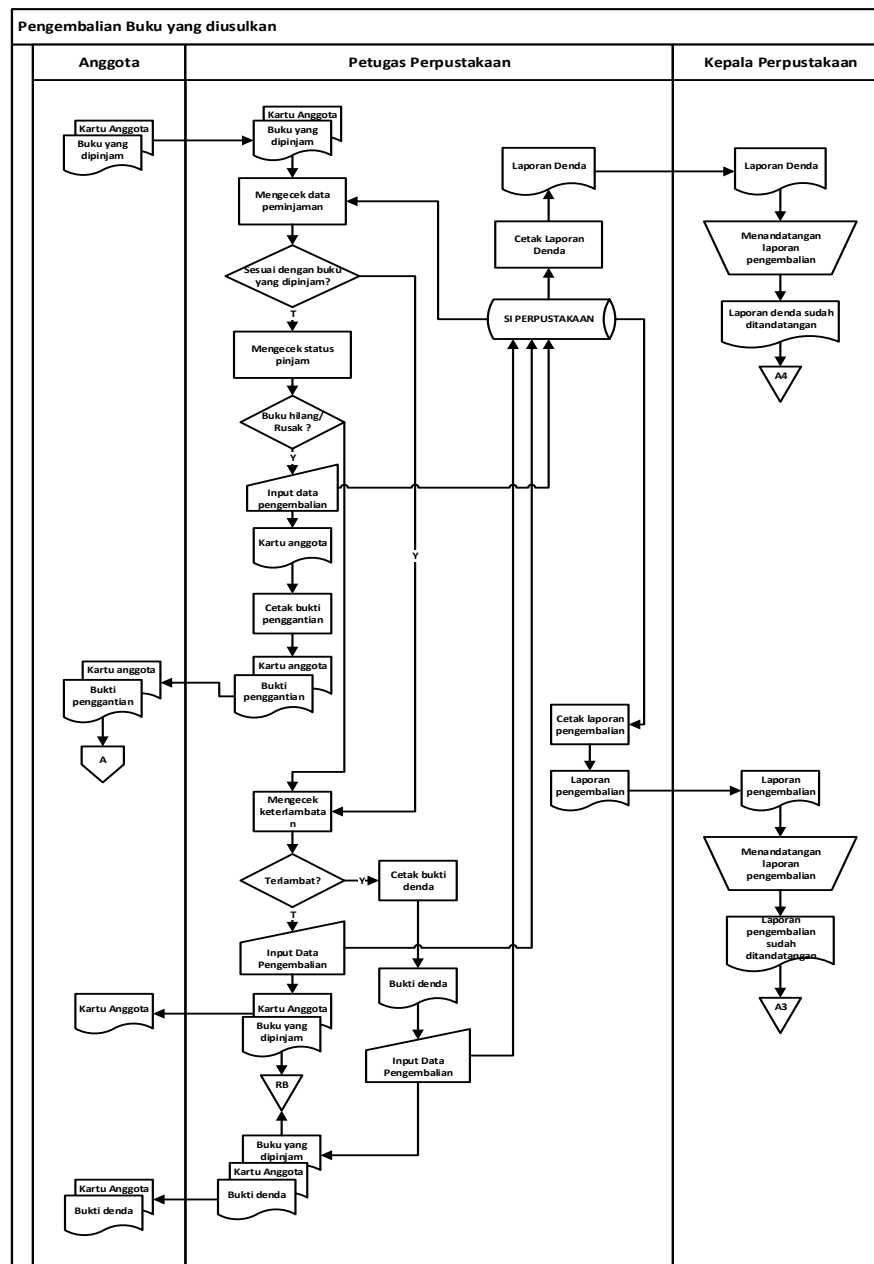 Pengembalian Buku yang diusulkan
Anggota
Petugas Perpustakaan
Kepala Perpustakaan
Kartu Anggota
Buku yang
dipinjam
Kartu Anggota
Buku yang
dipinjam
Laporan Denda
Laporan Denda
Mengecek data
peminjaman
Cetak Laporan
Denda
Menandatangan
laporan
pengembalian
Sesuai dengan buku
yang dipinjam?
T
SI PERPUSTAKAAN
Laporan denda sudah
ditandatangan
Mengecek status
pinjam
A4
Buku hilang/
Rusak ?
Y
Input data
pengembalian
Kartu anggota
Y
Cetak bukti
penggantian
Kartu anggota
Bukti
penggantian
Kartu anggota
Bukti
penggantian
A
Cetak laporan
pengembalian
Laporan
pengembalian
Laporan
pengembalian
Mengecek
keterlambata
n
Menandatangan
laporan
pengembalian
Terlambat?
Y
Cetak bukti
denda
T
Input Data
Pengembalian
Laporan
pengembalian
sudah
ditandatangan
Bukti denda
Kartu Anggota
Kartu Anggota
Buku yang
dipinjam
A3
Input Data
Pengembalian
RB
Buku yang
dipinjam
Kartu Anggota
Bukti denda
Kartu Anggota
Bukti denda